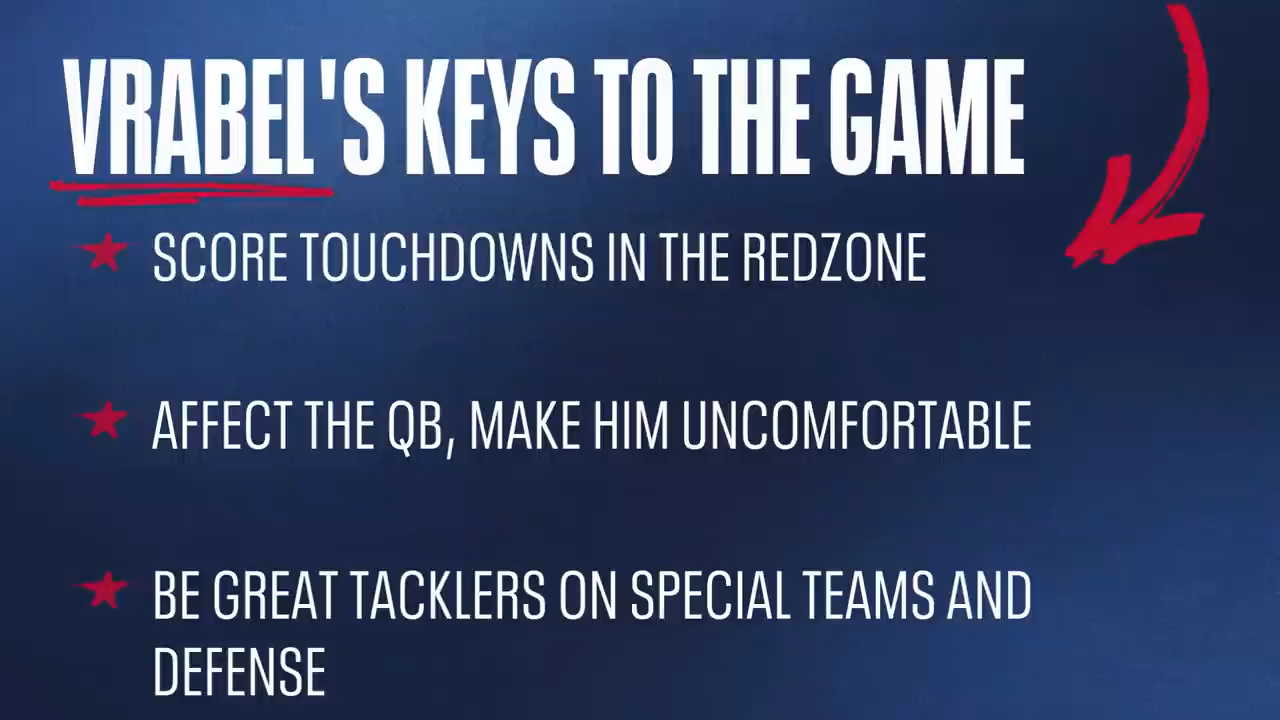 VRABEL'S KEYS TO THE GAME
SCORE TOUCHDOWNS IN THE REDZONE
AFFECT THE QB, MAKE HIM UNCOMFORTABLE
BE GREAT TACKLERS ON SPECIAL TEAMS AND
DEFENSE